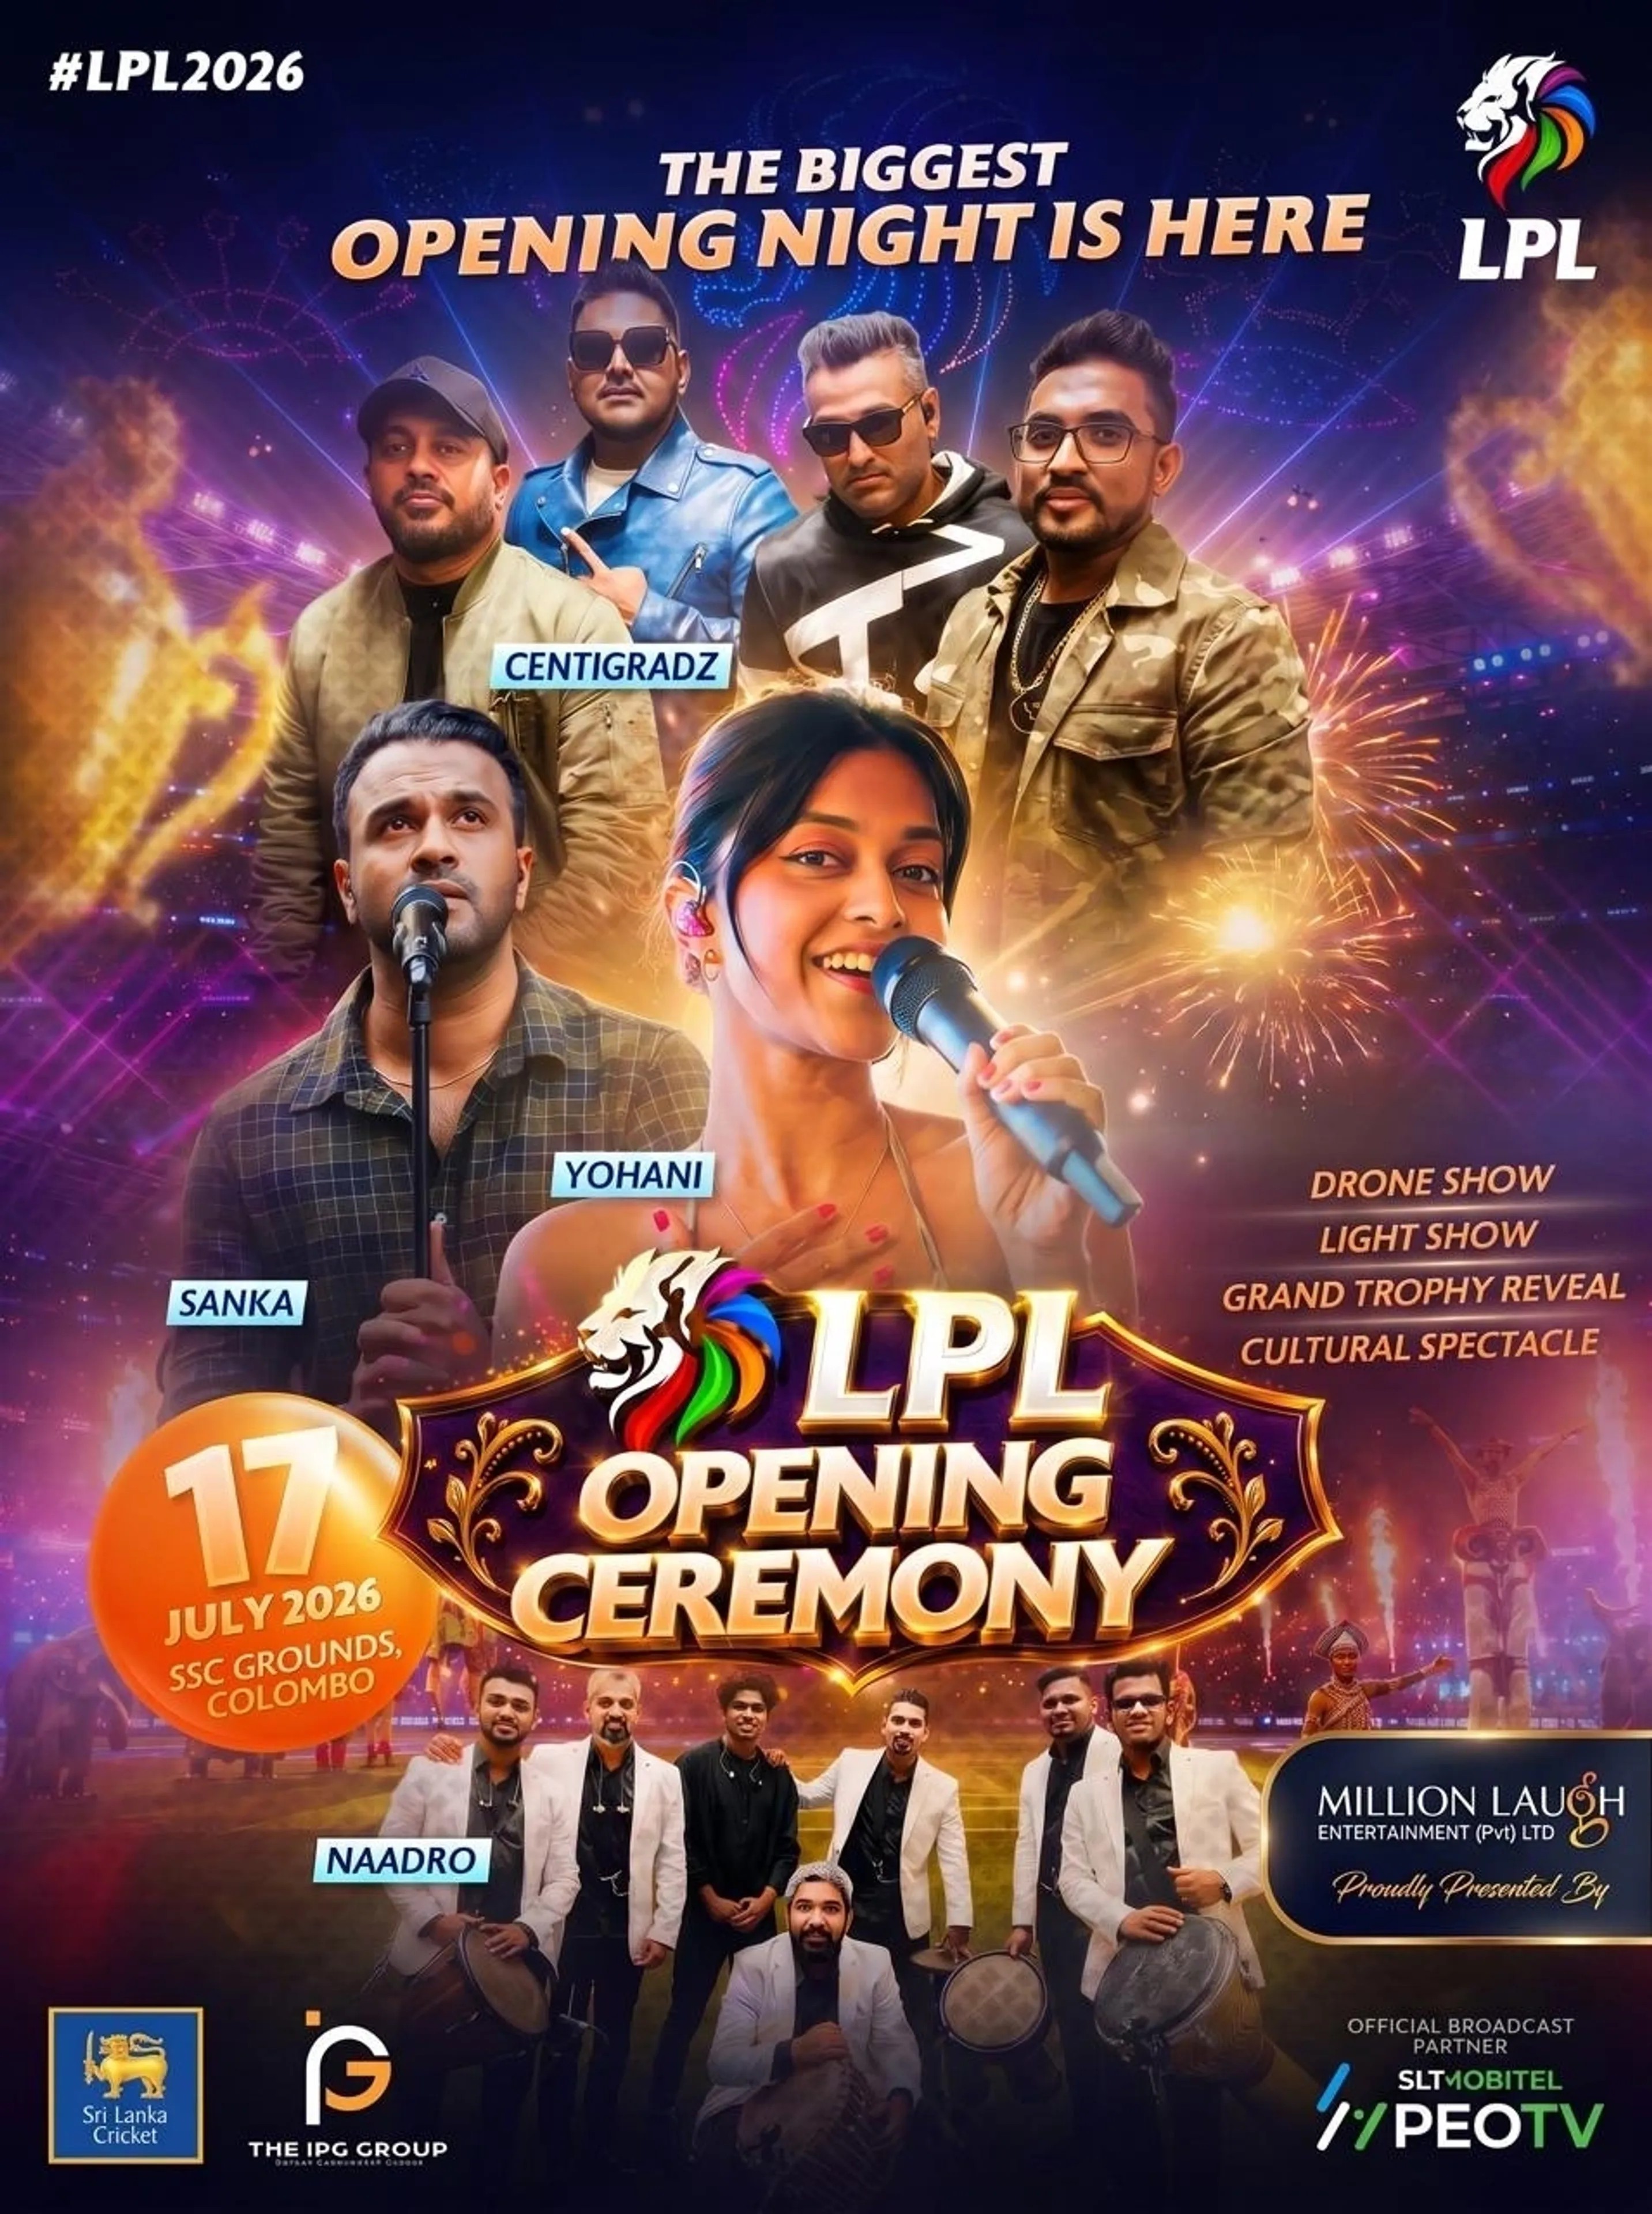 #LPL2026
LPL
THE BIGGEST
OPENING NIGHT IS HERE
CENTIGRADZ
YOHANI
SANKA
DRONE SHOW
LIGHT SHOW
GRAND TROPHY REVEAL
CULTURAL SPECTACLE
LPL
OPENING
CEREMONY
17
JULY 2026
SSC GROUNDS,
COLOMBO
NAADRO
MILLION LAUGH
ENTERTAINMENT (Pvt) LTD
Proudly Presented By
Sri Lanka
Cricket
THE IPG GROUP
OFFICIAL BROADCAST
PARTNER
SLTMOBITEL
PEOTV